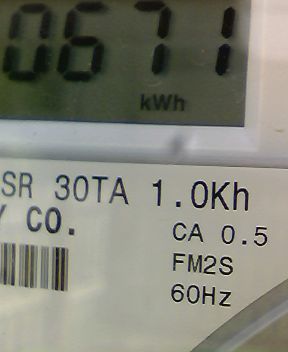 0671
kWh
SR 30TA 1.0Kh
Y CO.
CA 0.5
FM2S
60Hz